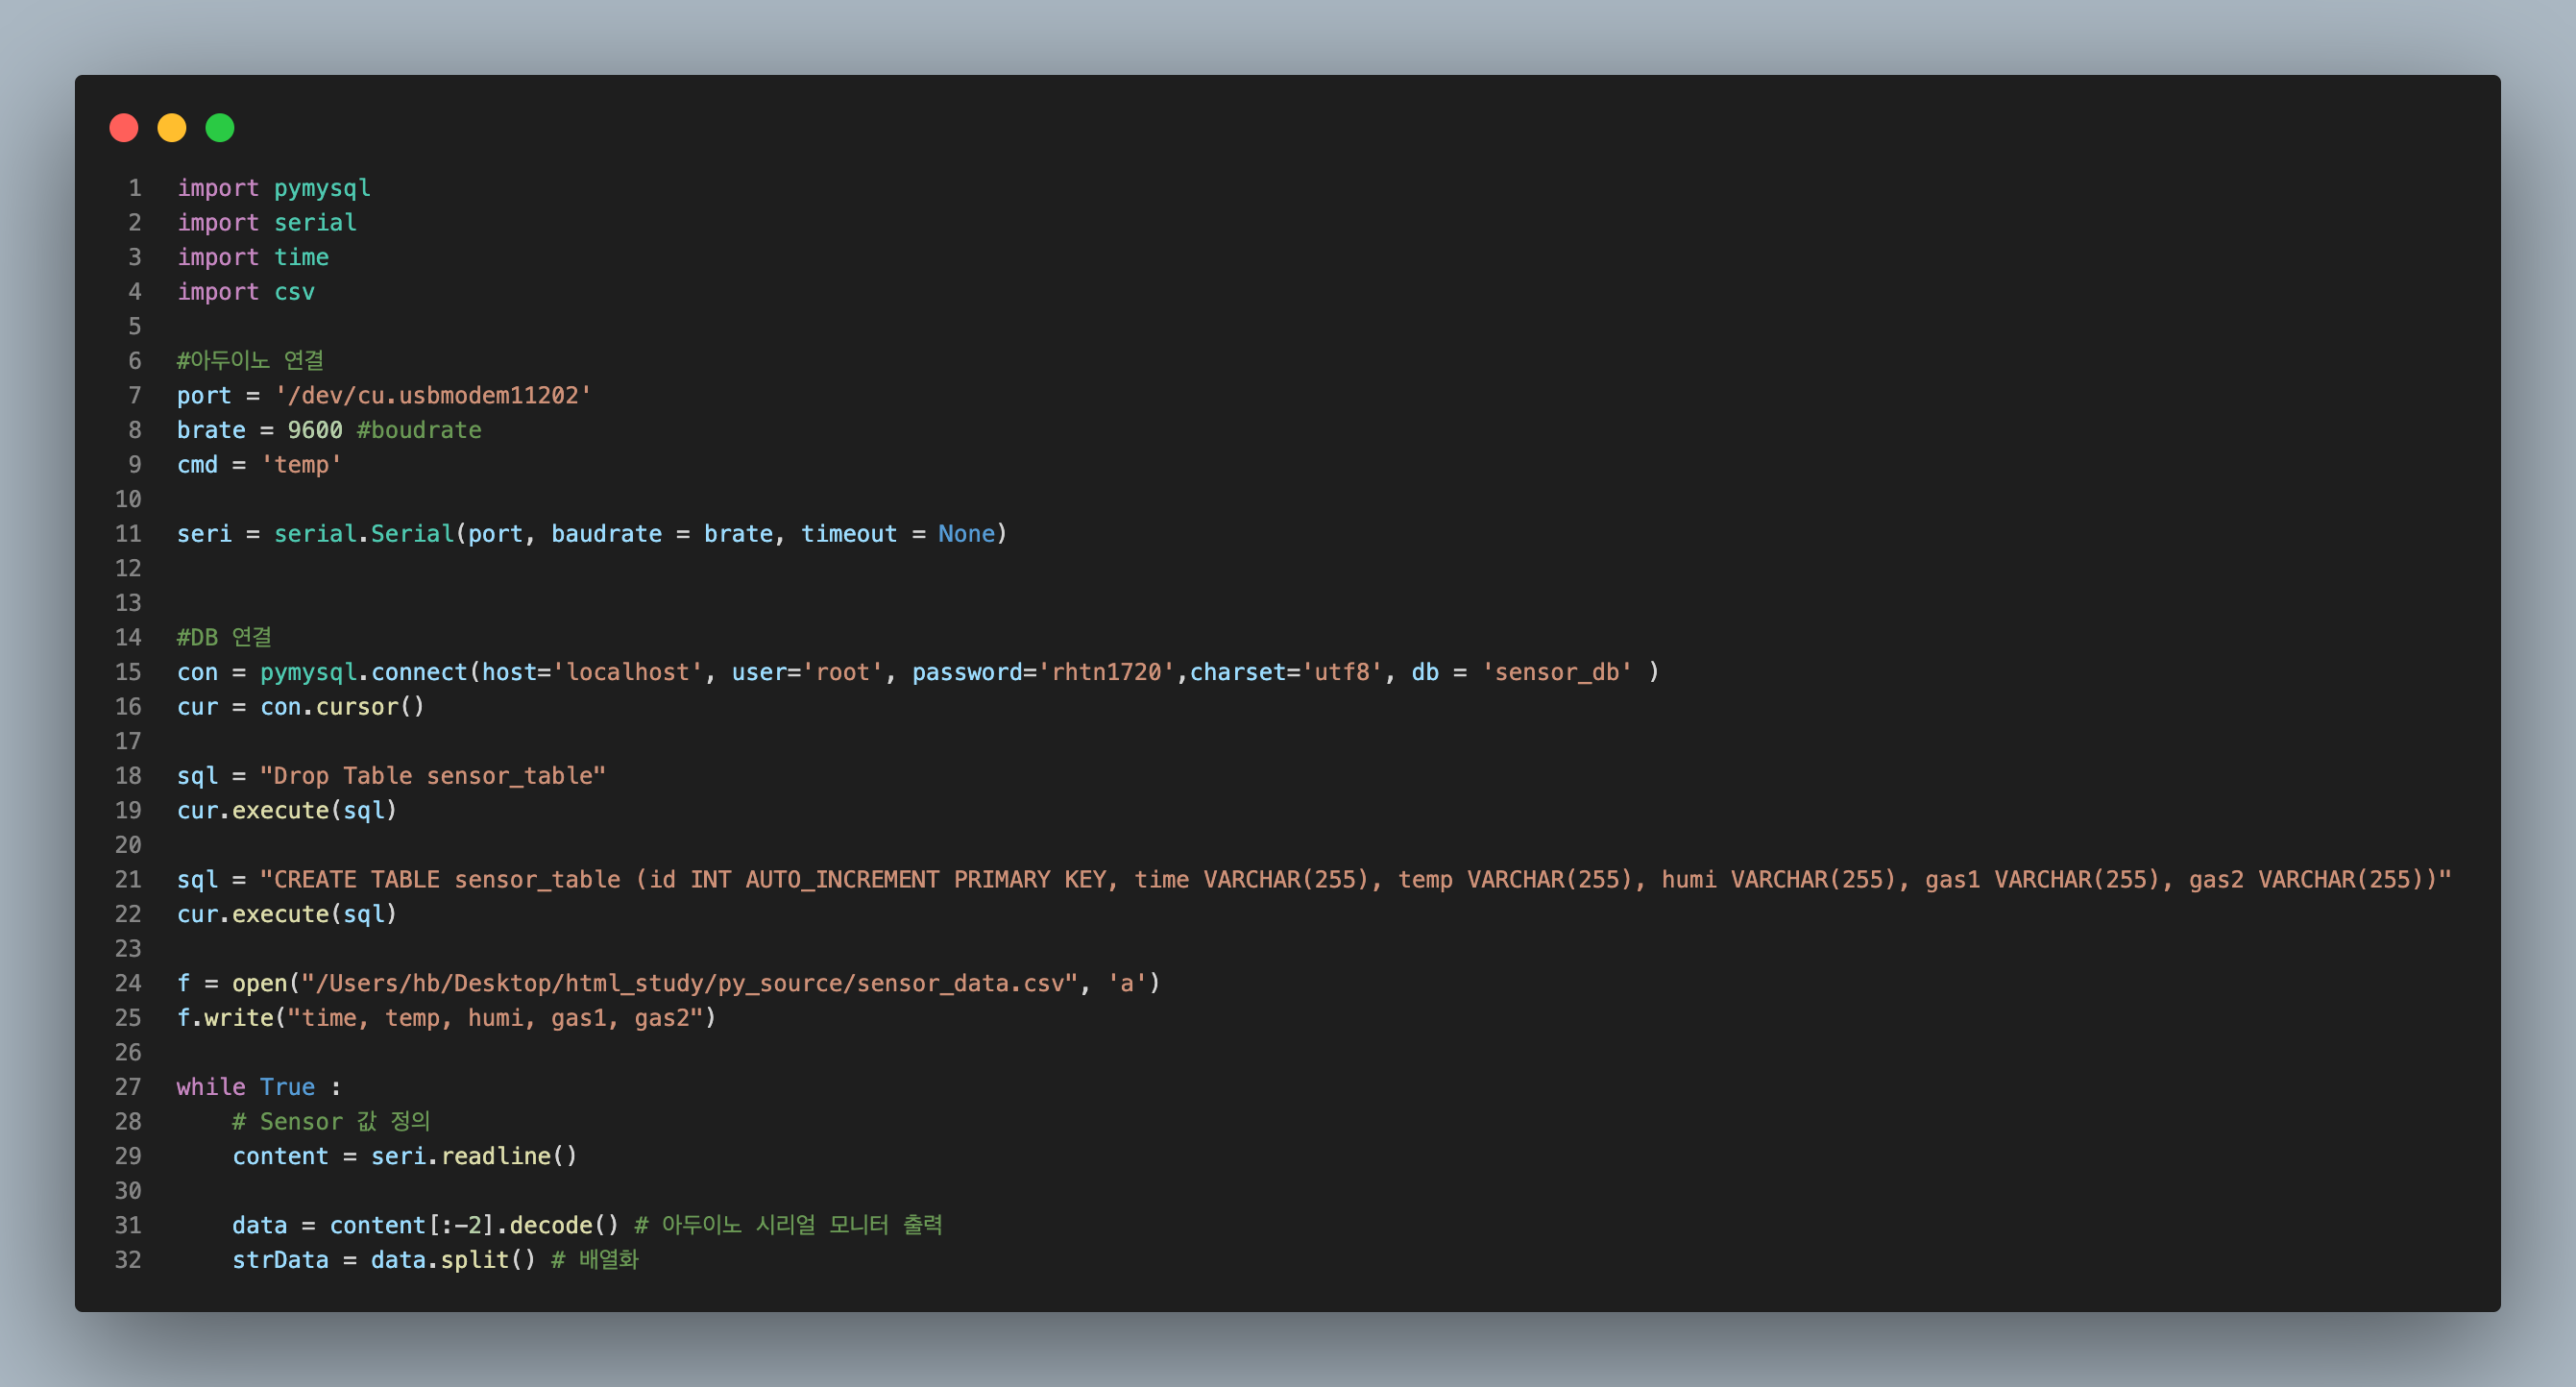 1 import pymysql
2 import serial
3 import time
4 import csv
5
6 #아두이노 연결
7 port = '/dev/cu.usbmodem11202'
8 brate = 9600 #boudrate
9 cmd = 'temp'
10
11 seri = serial.Serial(port, baudrate = brate, timeout = None)
12
13
14 #DB 연결
15 con = pymysql.connect(host='localhost', user='root', password='rhtn1720',charset='utf8', db = 'sensor_db' )
16 cur = con.cursor()
17
18 sql = "Drop Table sensor_table"
19 cur.execute(sql)
20
21 sql = "CREATE TABLE sensor_table (id INT AUTO_INCREMENT PRIMARY KEY, time VARCHAR(255), temp VARCHAR(255), humi VARCHAR(255), gas1 VARCHAR(255), gas2 VARCHAR(255))"
22 cur.execute(sql)
23
24 f = open("/Users/hb/Desktop/html_study/py_source/sensor_data.csv", 'a')
25 f.write("time, temp, humi, gas1, gas2")
26
27 while True :
28     # Sensor 값 정의
29     content = seri.readline()
30
31     data = content[:-2].decode() # 아두이노 시리얼 모니터 출력
32     strData = data.split() # 배열화